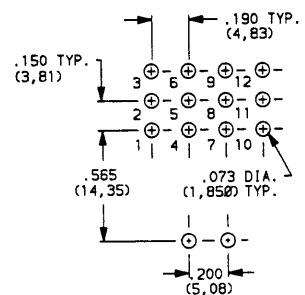 .190 TYP.
(4,83)
.150 TYP.
(3,81)
3 6 9 12
2 5 8 11
1 4 7 10
.565
(14,35)
.073 DIA.
(1,850) TYP.
.200
(5,08)